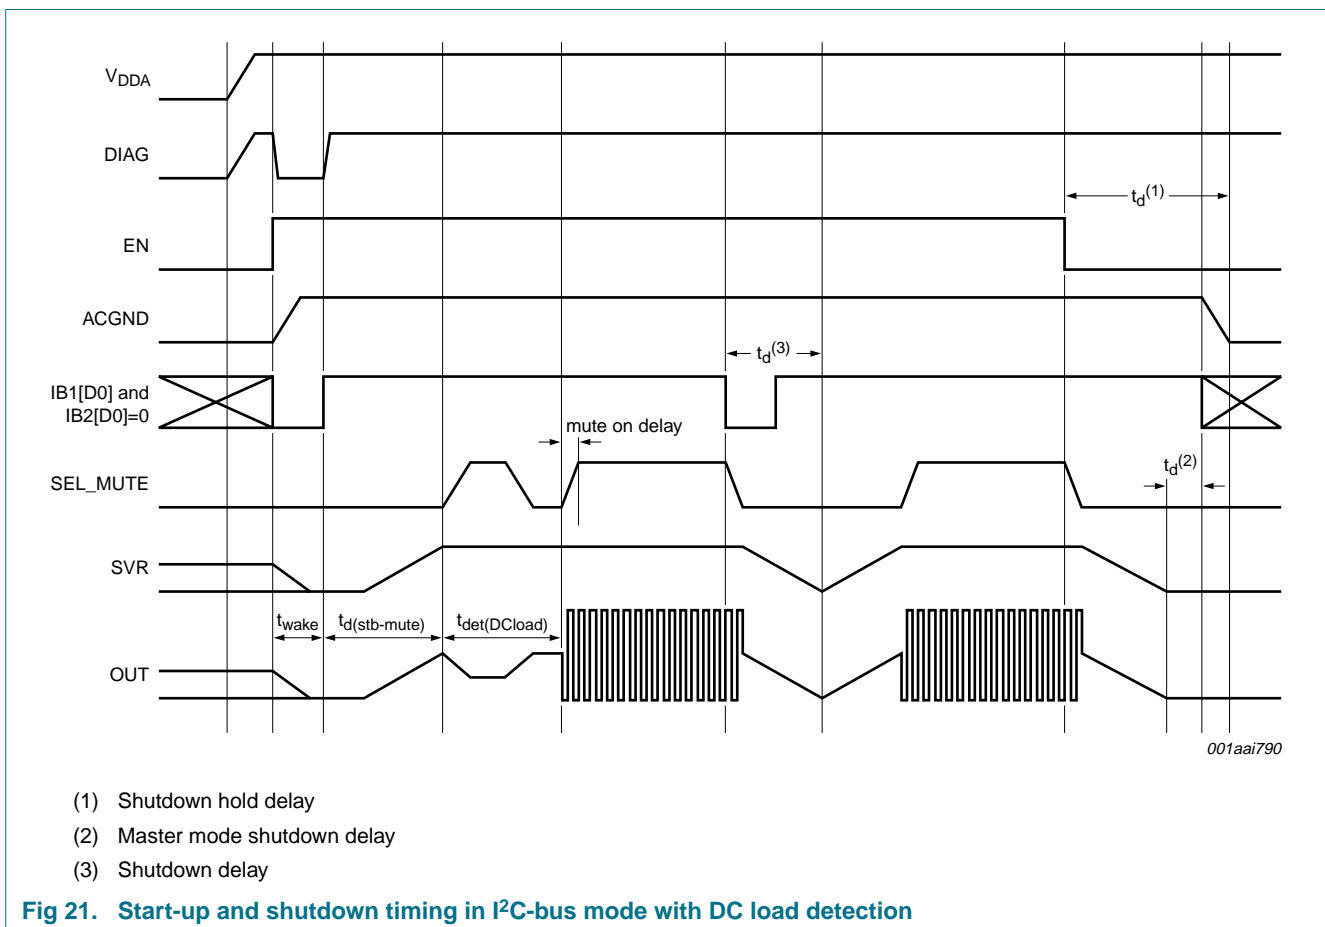 V_DDA
DIAG
t_d(1)
EN
ACGND
t_d(3)
IB1[D0] and
IB2[D0]=0
mute on delay
t_d(2)
SEL_MUTE
SVR
t_wake
t_d(stb-mute)
t_det(DCload)
OUT
001aai790
(1) Shutdown hold delay
(2) Master mode shutdown delay
(3) Shutdown delay
Fig 21. Start-up and shutdown timing in I²C-bus mode with DC load detection